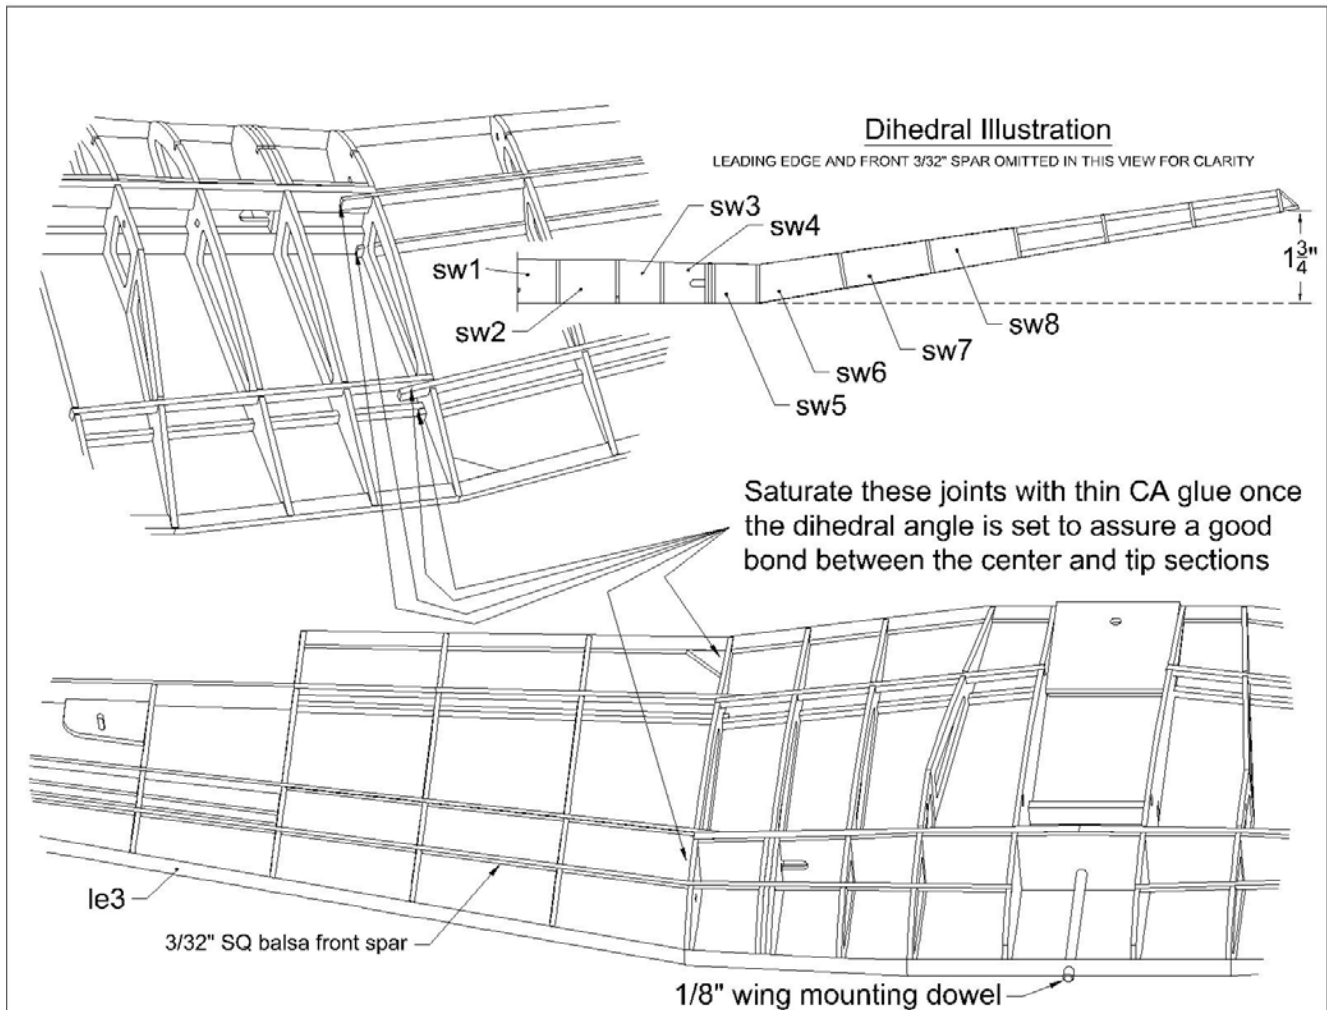 Dihedral Illustration
LEADING EDGE AND FRONT 3/32" SPAR OMITTED IN THIS VIEW FOR CLARITY
sw3
sw4
sw1
1 3/4"
sw2
sw8
sw7
sw6
sw5
Saturate these joints with thin CA glue once
the dihedral angle is set to assure a good
bond between the center and tip sections
le3
3/32" SQ balsa front spar
1/8" wing mounting dowel